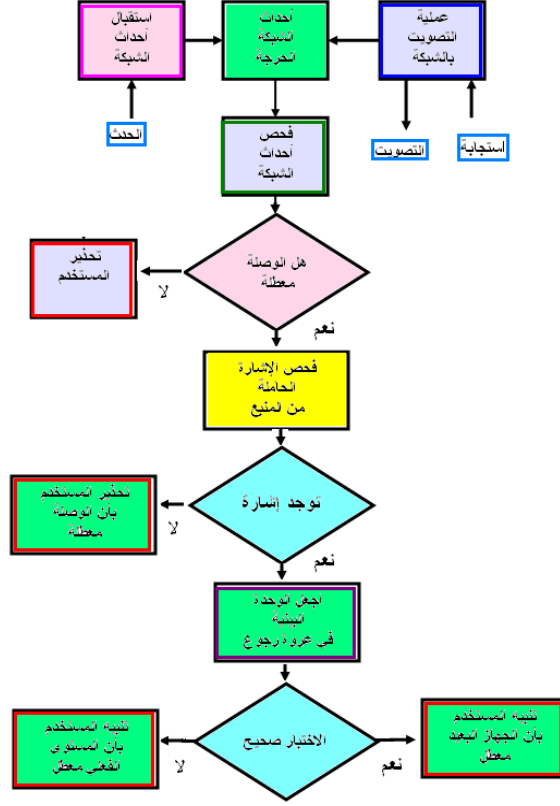 استقبال
أحداث
الشبكة
أحداث
الشبكة
الحرجة
عملية
التصويت
بالشبكة
الحدث
التصويت
استجابة
فحص
أحداث
الشبكة
هل الوصلة
معطلة
تحذير
المستخدم
لا
نعم
فحص الإشارة
الحاملة
من المنبع
توجد إشارة
تحذير المستخدم
بأن الوصلة
معطلة
لا
نعم
اجعل الوحدة
البينية
فى عروة رجوع
الاختبار صحيح
تنبيه المستخدم
بأن المستوى
الفعلى معطل
لا
نعم
تنبيه المستخدم
بأن الجهاز البعيد
معطل